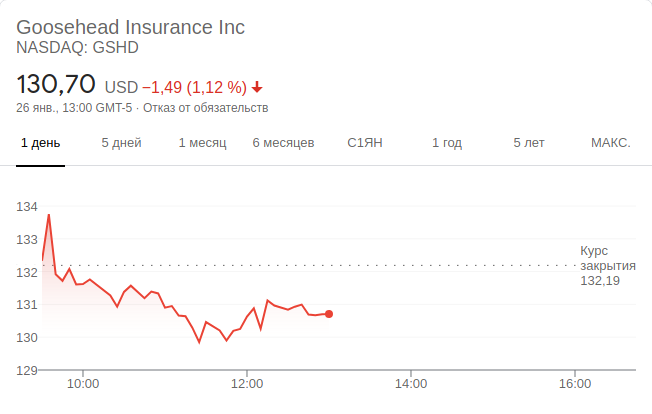 Goosehead Insurance Inc
NASDAQ: GSHD
130,70 USD −1,49 (1,12 %)
26 янв., 13:00 GMT-5 · Отказ от обязательств
1 день 5 дней 1 месяц 6 месяцев С1ЯН 1 год 5 лет МАКС.
134
133
Курс
132 закрытия
132,19
131
130
129
10:00 12:00 14:00 16:00